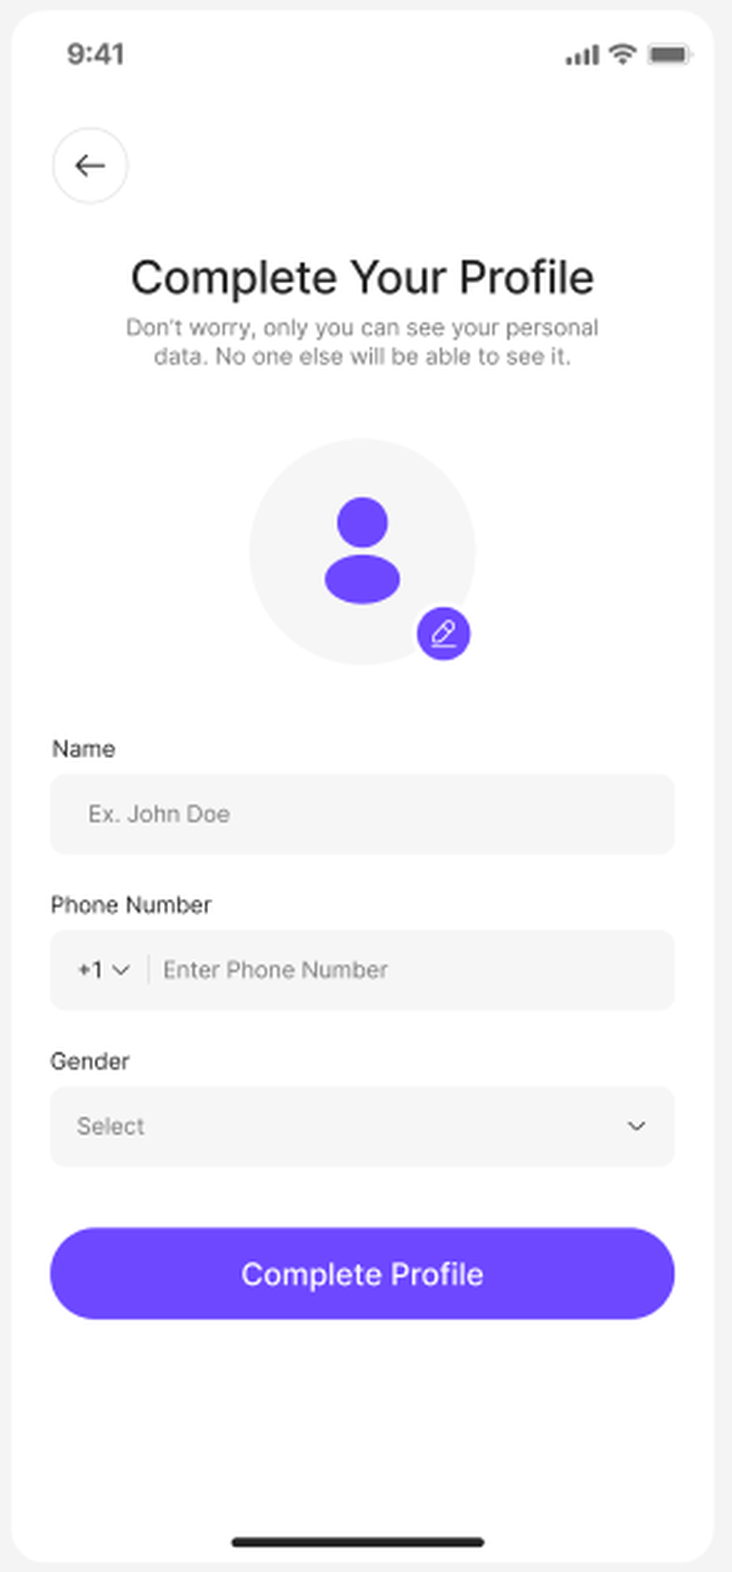 9:41
Complete Your Profile
Don't worry, only you can see your personal
data. No one else will be able to see it.
Name
Ex. John Doe
Phone Number
+1 Enter Phone Number
Gender
Select
Complete Profile